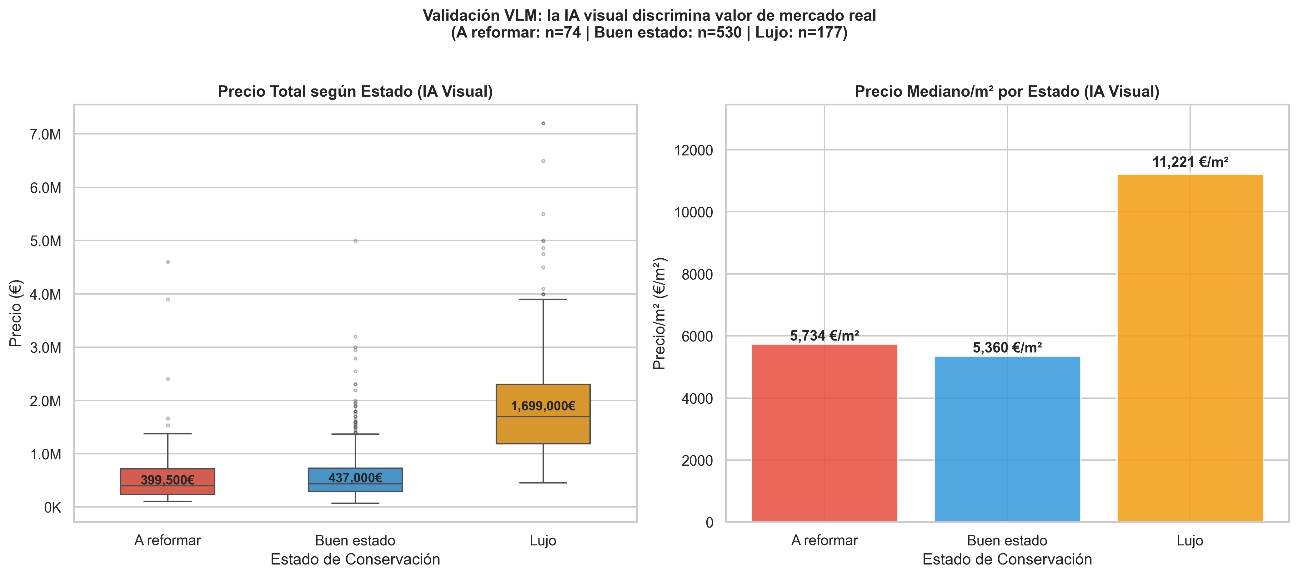 Validación VLM: la IA visual discrimina valor de mercado real
(A reformar: n=74 | Buen estado: n=530 | Lujo: n=177)
Precio Total según Estado (IA Visual)
Precio (€)
7.0M
6.0M
5.0M
4.0M
3.0M
2.0M
1.0M
0K
399,500€
437,000€
1,699,000€
A reformar
Buen estado
Lujo
Estado de Conservación
Precio Mediano/m² por Estado (IA Visual)
Precio/m² (€/m²)
12000
10000
8000
6000
4000
2000
0
5,734 €/m²
5,360 €/m²
11,221 €/m²
A reformar
Buen estado
Lujo
Estado de Conservación